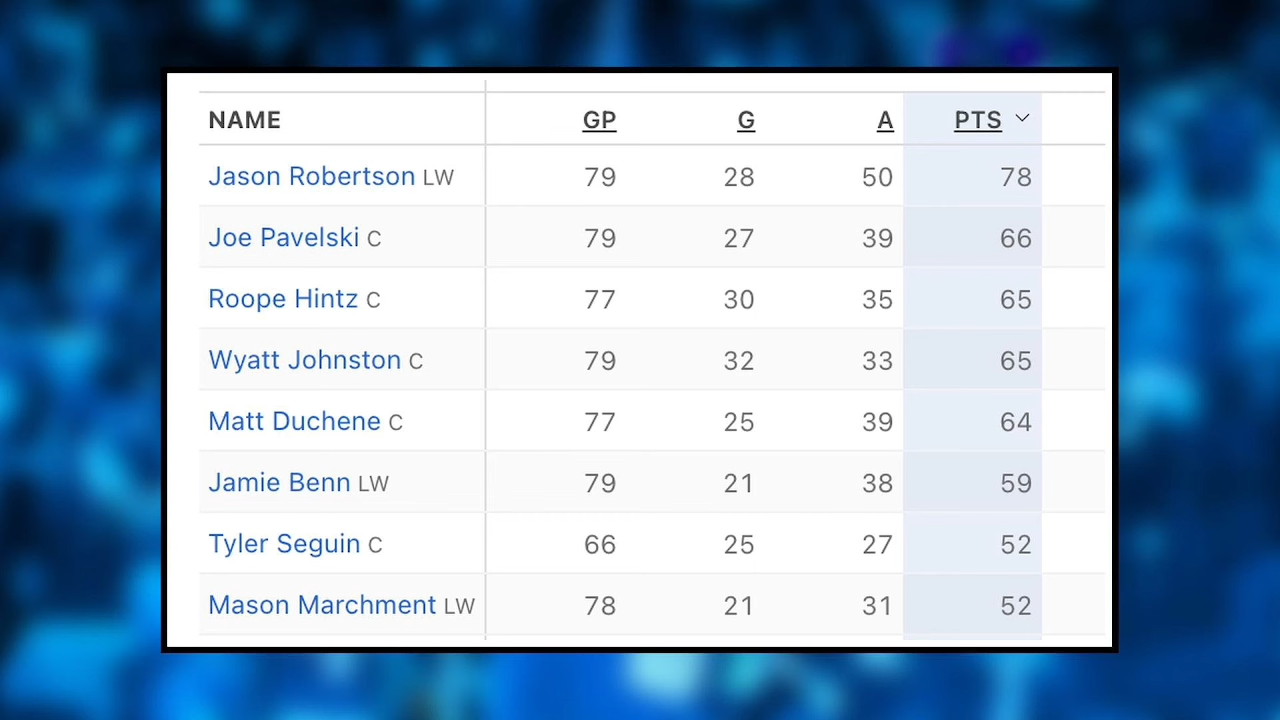 NAME GP G A PTS
Jason Robertson LW 79 28 50 78
Joe Pavelski C 79 27 39 66
Roope Hintz C 77 30 35 65
Wyatt Johnston C 79 32 33 65
Matt Duchene C 77 25 39 64
Jamie Benn LW 79 21 38 59
Tyler Seguin C 66 25 27 52
Mason Marchment LW 78 21 31 52